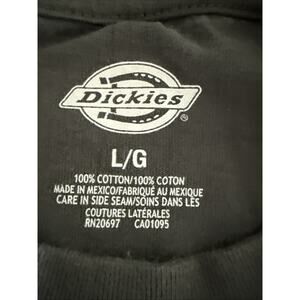 Dickies
®
L/G
100% COTTON/100% COTON
MADE IN MEXICO/FABRIQUÉ AU MEXIQUE
CARE IN SIDE SEAM/SOINS DANS LÈS
COUTURES LATÉRALES
RN20697 CA01095